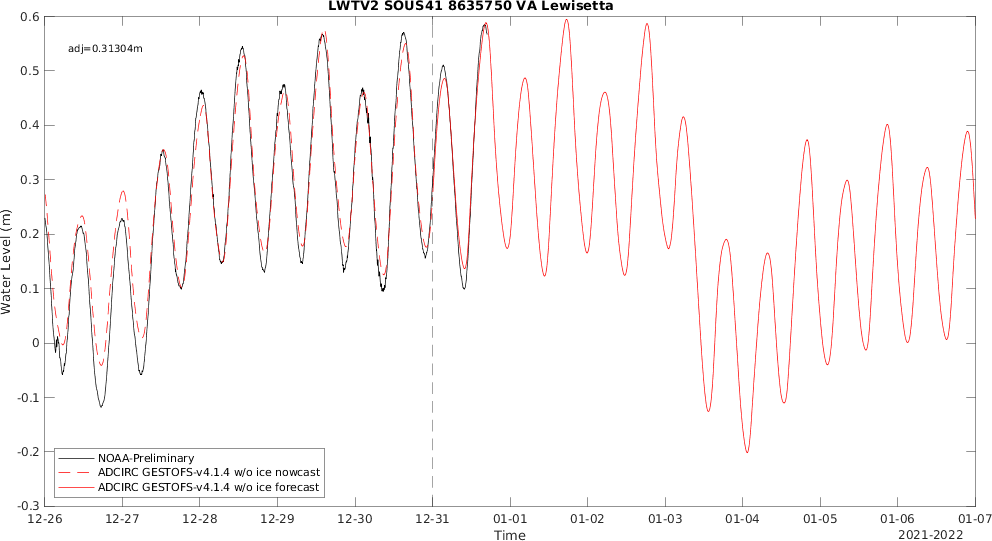 LWTV2 SOUS41 8635750 VA Lewisetta
adj=0.31304m
0.6
0.5
0.4
0.3
0.2
0.1
0
-0.1
-0.2
-0.3
Water Level (m)
NOAA-Preliminary
ADCIRC GESTOFS-v4.1.4 w/o ice nowcast
ADCIRC GESTOFS-v4.1.4 w/o ice forecast
12-26 12-27 12-28 12-29 12-30 12-31 01-01 01-02 01-03 01-04 01-05 01-06 01-07
Time
2021-2022